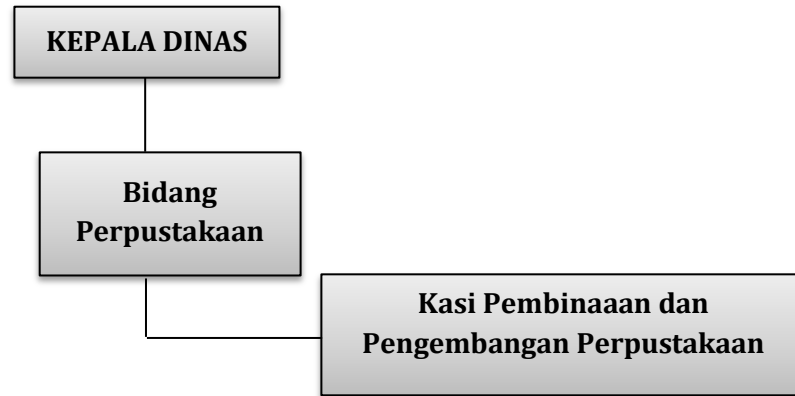 KEPALA DINAS
Bidang
Perpustakaan
Kasi Pembinaaan dan
Pengembangan Perpustakaan